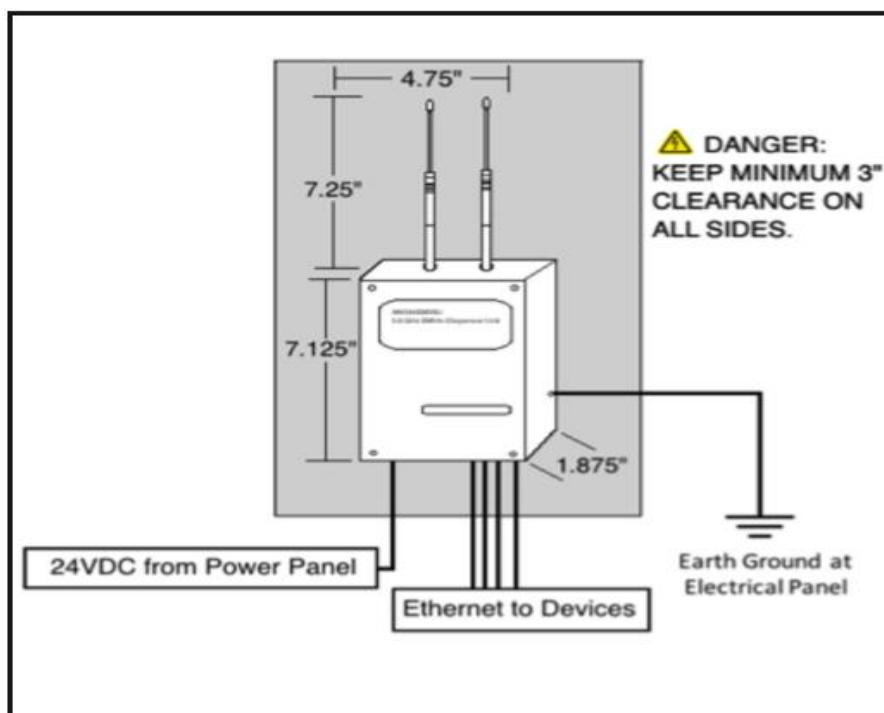 4.75"
7.25"
DANGER:
KEEP MINIMUM 3"
CLEARANCE ON
ALL SIDES.
7.125"
1.875"
24VDC from Power Panel
Ethernet to Devices
Earth Ground at
Electrical Panel